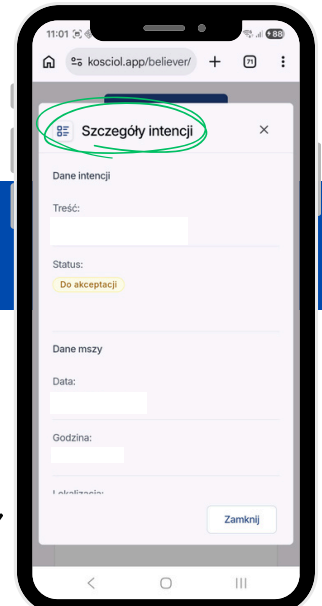 11:01
88
kosciol.app/believer/
71
Szczegóły intencji
Dane intencji
Treść:
Status:
Do akceptacji
Dane mszy
Data:
Godzina:
Lokalizacja:
Zamknij